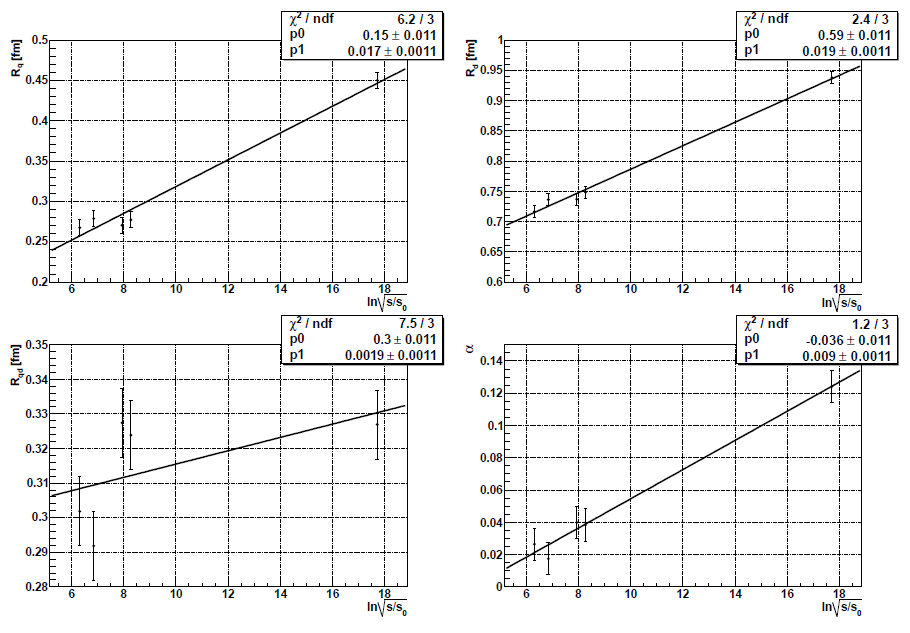 χ² / ndf 6.2 / 3
p0 0.15 ± 0.011
p1 0.017 ± 0.0011
R_q [fm]
0.5
0.45
0.4
0.35
0.3
0.25
0.2
6 8 10 12 14 16 18
ln√s/s₀
χ² / ndf 2.4 / 3
p0 0.59 ± 0.011
p1 0.019 ± 0.0011
R_d [fm]
1
0.95
0.9
0.85
0.8
0.75
0.7
0.65
0.6
6 8 10 12 14 16 18
ln√s/s₀
χ² / ndf 7.5 / 3
p0 0.3 ± 0.011
p1 0.0019 ± 0.0011
R_qd [fm]
0.35
0.34
0.33
0.32
0.31
0.3
0.29
0.28
6 8 10 12 14 16 18
ln√s/s₀
χ² / ndf 1.2 / 3
p0 -0.036 ± 0.011
p1 0.009 ± 0.0011
α
0.14
0.12
0.1
0.08
0.06
0.04
0.02
0
6 8 10 12 14 16 18
ln√s/s₀